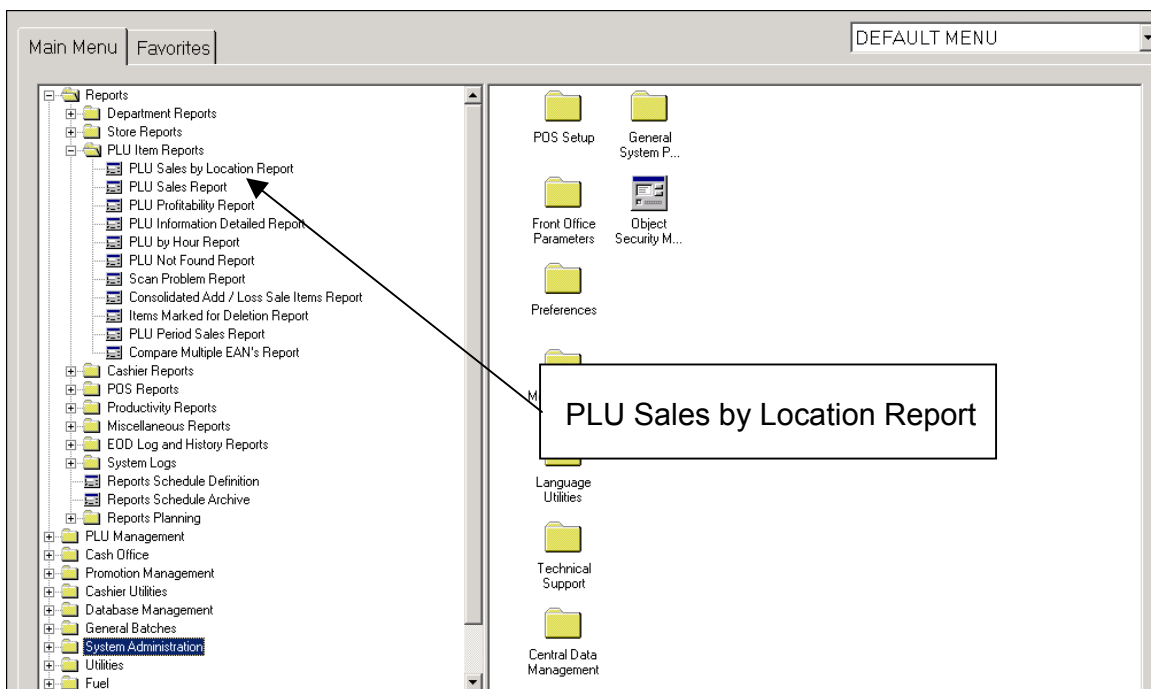 Main Menu
Favorites
DEFAULT MENU
Reports
Department Reports
Store Reports
PLU Item Reports
PLU Sales by Location Report
PLU Sales Report
PLU Profitability Report
PLU Information Detailed Report
PLU by Hour Report
PLU Not Found Report
Scan Problem Report
Consolidated Add / Loss Sale Items Report
Items Marked for Deletion Report
PLU Period Sales Report
Compare Multiple EAN's Report
Cashier Reports
POS Reports
Productivity Reports
Miscellaneous Reports
EOD Log and History Reports
System Logs
Reports Schedule Definition
Reports Schedule Archive
Reports Planning
PLU Management
Cash Office
Promotion Management
Cashier Utilities
Database Management
General Batches
System Administration
Utilities
Fuel
POS Setup
General
System P...
Front Office
Parameters
Object
Security M...
Preferences
PLU Sales by Location Report
Language
Utilities
Technical
Support
Central Data
Management